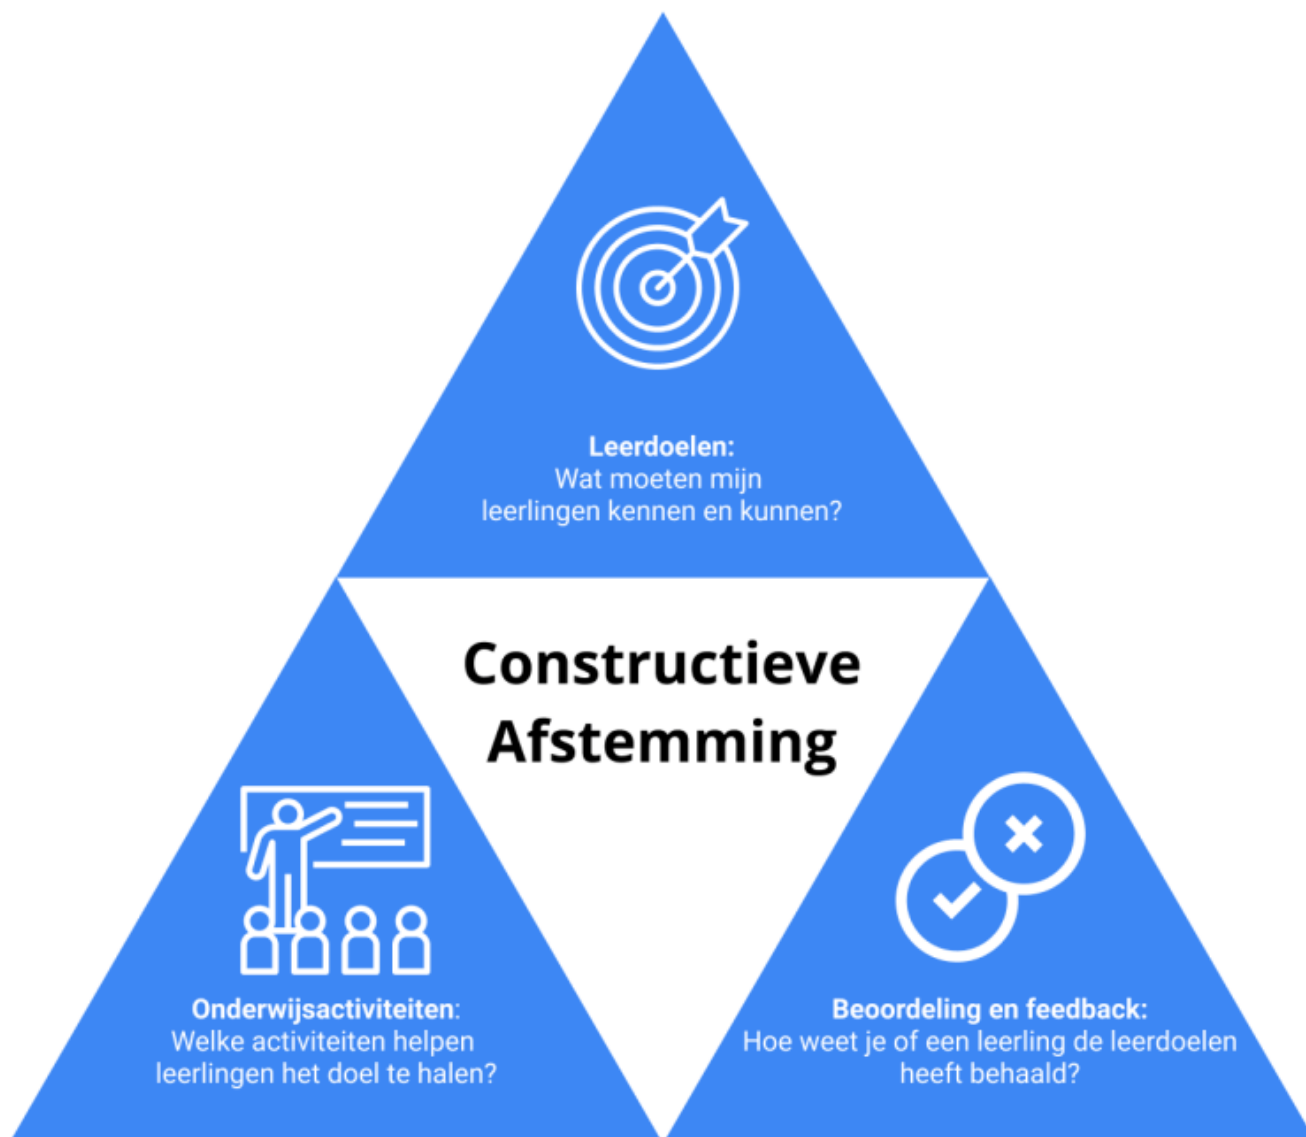 Leerdoelen:
Wat moeten mijn
leerlingen kennen en kunnen?
Constructieve
Afstemming
Onderwijsactiviteiten:
Welke activiteiten helpen
leerlingen het doel te halen?
Beoordeling en feedback:
Hoe weet je of een leerling de leerdoelen
heeft behaald?